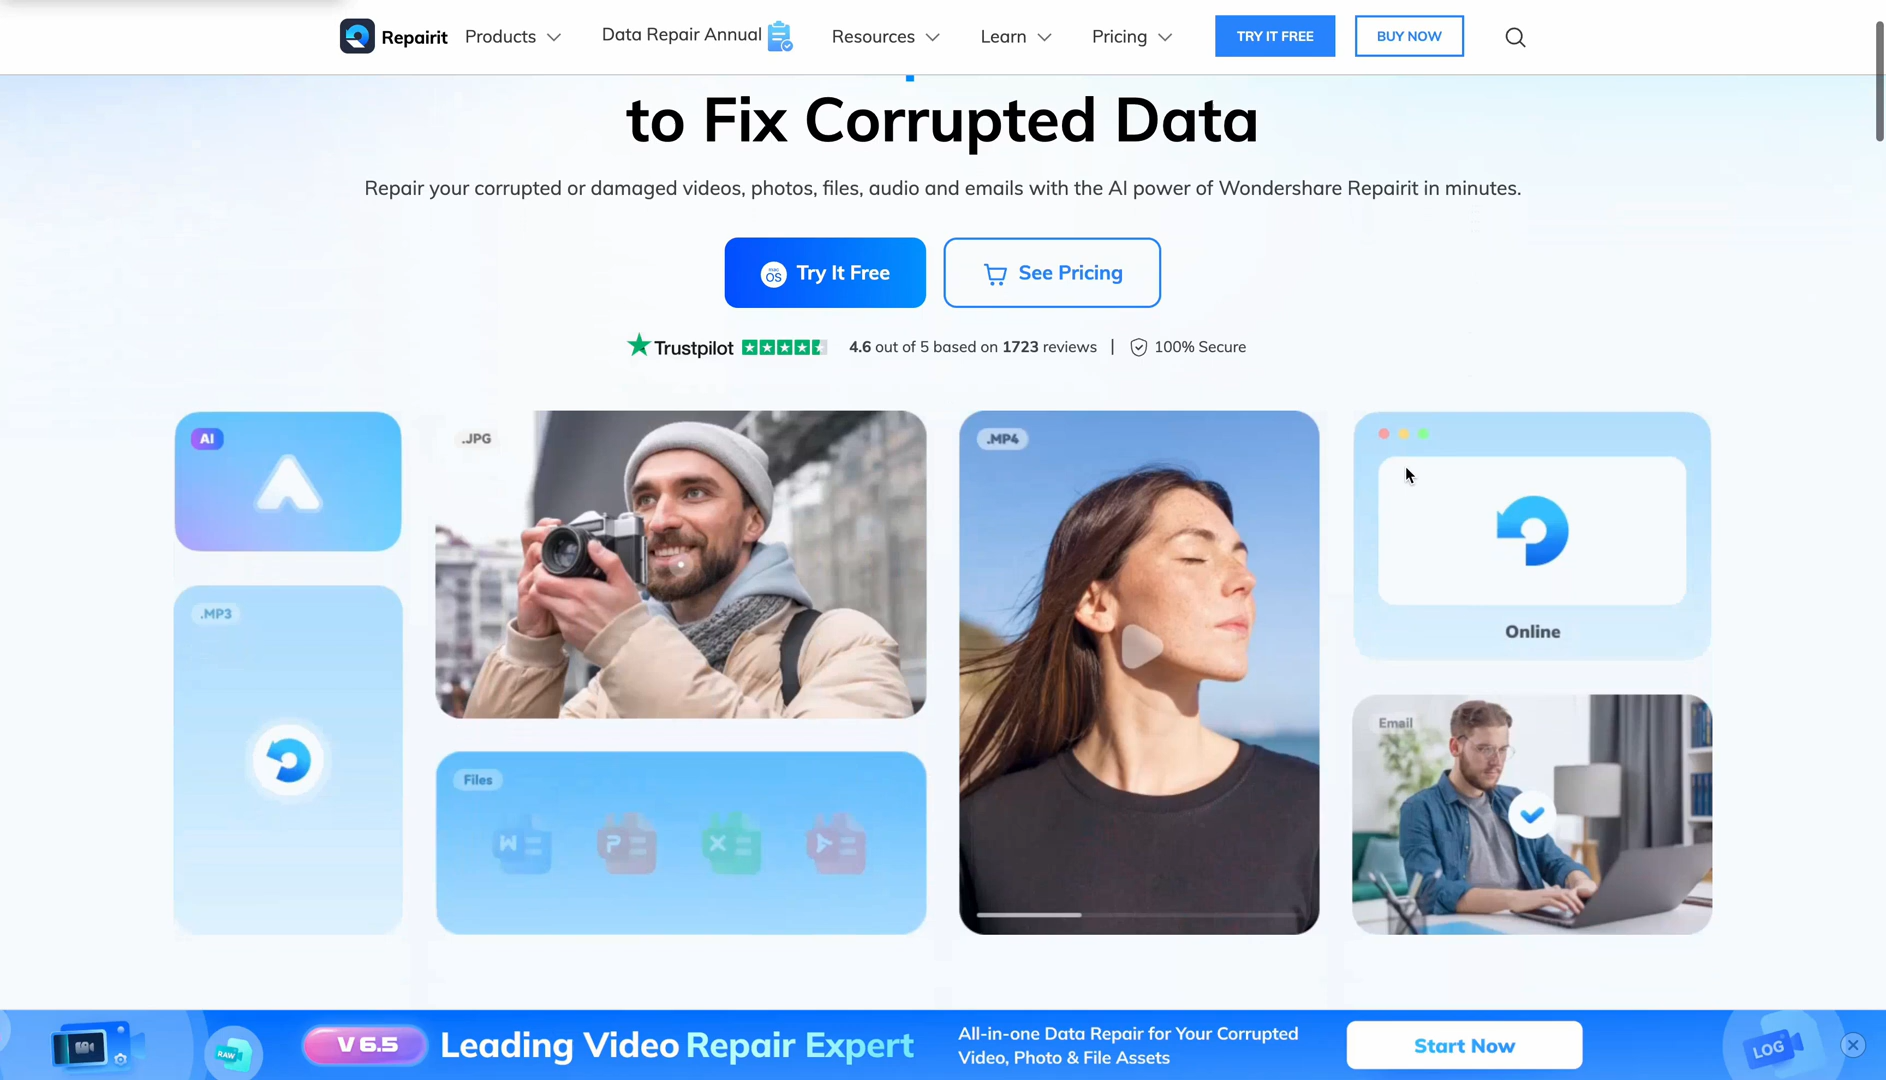 Repairit
Products
Data Repair Annual
Resources
Learn
Pricing
TRY IT FREE
BUY NOW
to Fix Corrupted Data
Repair your corrupted or damaged videos, photos, files, audio and emails with the AI power of Wondershare Repairit in minutes.
macOS Try It Free
See Pricing
Trustpilot
4.6 out of 5 based on 1723 reviews | 100% Secure
AI
.JPG
.MP4
Online
.MP3
Email
Files
W
P
X
RAW
V 6.5
Leading Video Repair Expert
All-in-one Data Repair for Your Corrupted
Video, Photo & File Assets
Start Now
LOG